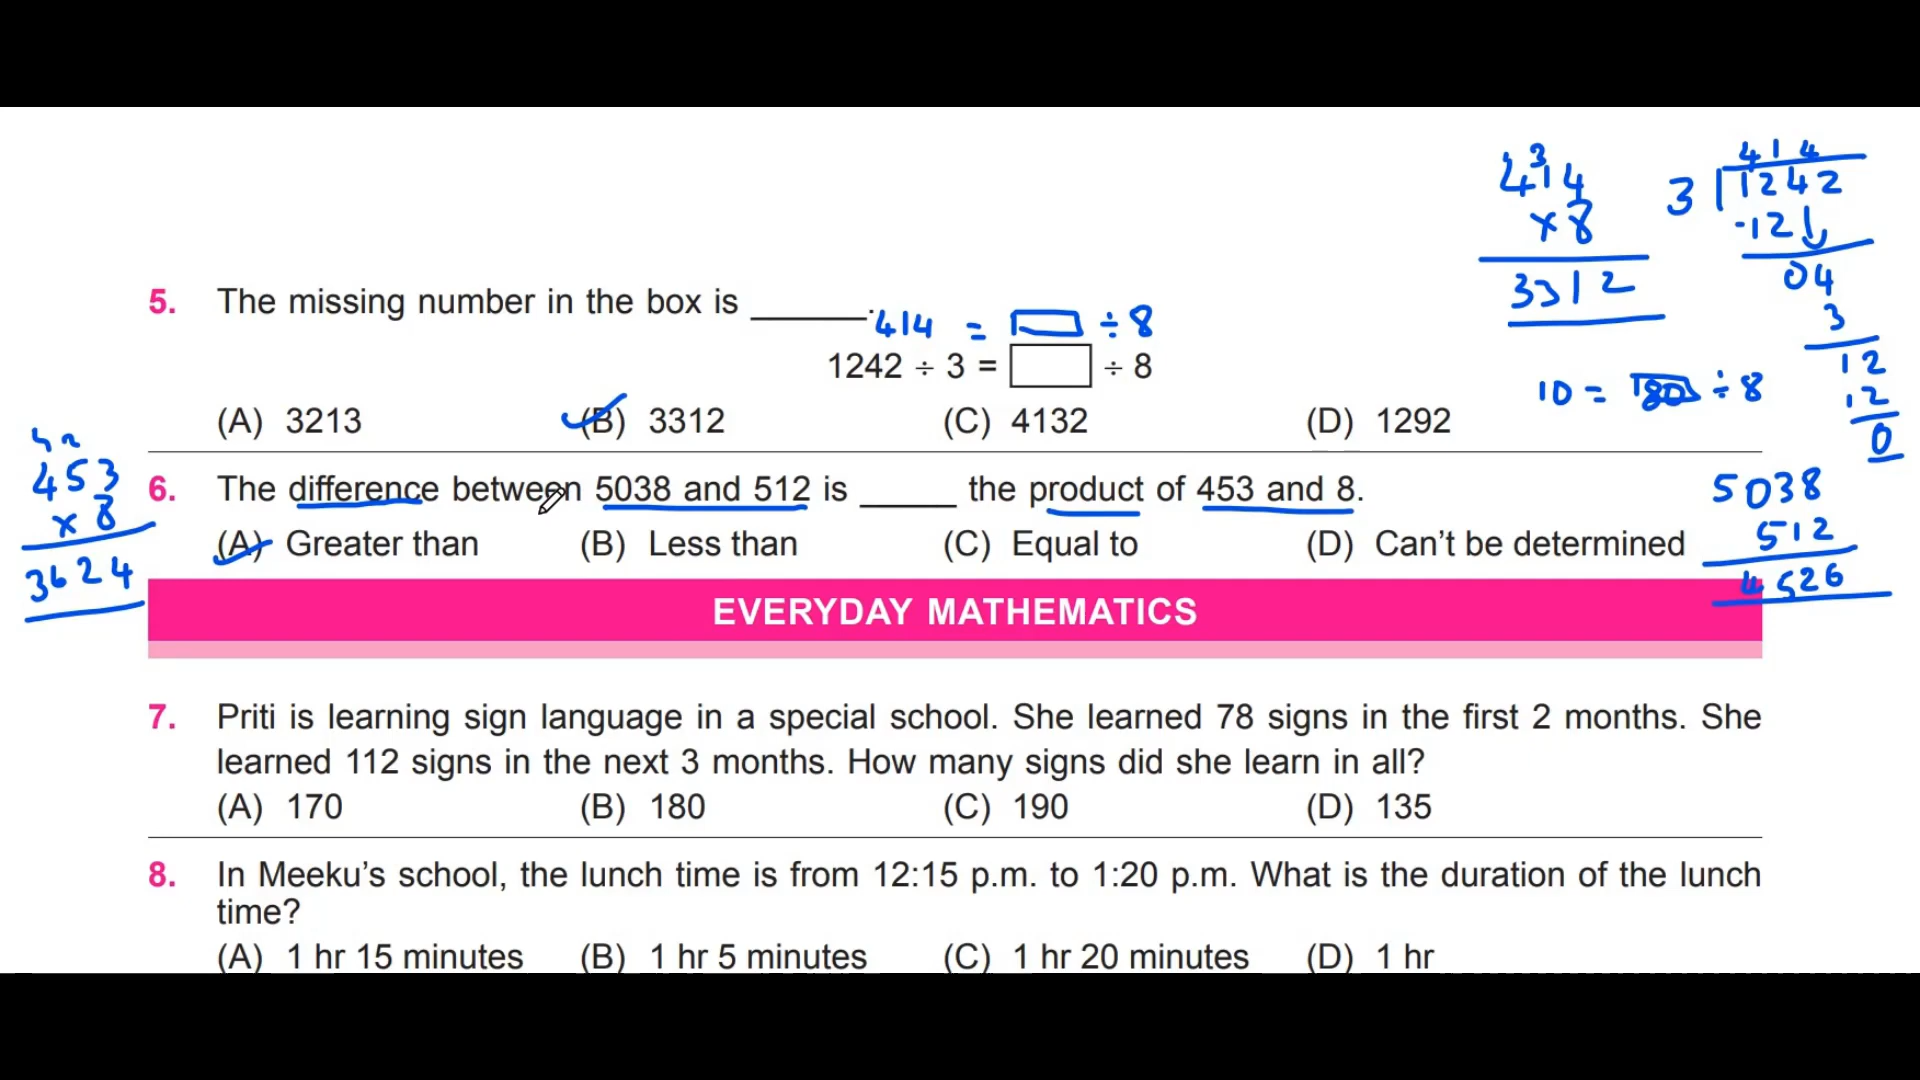 5. The missing number in the box is ______.
414 = ☐ ÷ 8
1242 ÷ 3 = ☐ ÷ 8
(A) 3213 (B) 3312 (C) 4132 (D) 1292
6. The difference between 5038 and 512 is _____ the product of 453 and 8.
(A) Greater than (B) Less than (C) Equal to (D) Can't be determined
EVERYDAY MATHEMATICS
7. Priti is learning sign language in a special school. She learned 78 signs in the first 2 months. She
learned 112 signs in the next 3 months. How many signs did she learn in all?
(A) 170 (B) 180 (C) 190 (D) 135
8. In Meeku's school, the lunch time is from 12:15 p.m. to 1:20 p.m. What is the duration of the lunch
time?
(A) 1 hr 15 minutes (B) 1 hr 5 minutes (C) 1 hr 20 minutes (D) 1 hr
3
414
×8
3312
414
3 1242
-12
04
3
12
12
0
10 = 80 ÷ 8
453
×8
3624
5038
512
4526